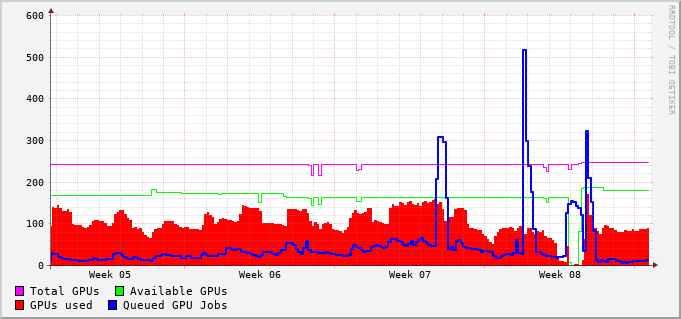 600
500
400
300
200
100
0
Week 05 Week 06 Week 07 Week 08
Total GPUs Available GPUs
GPUs used Queued GPU Jobs
RRDTOOL / TOBI OETIKER